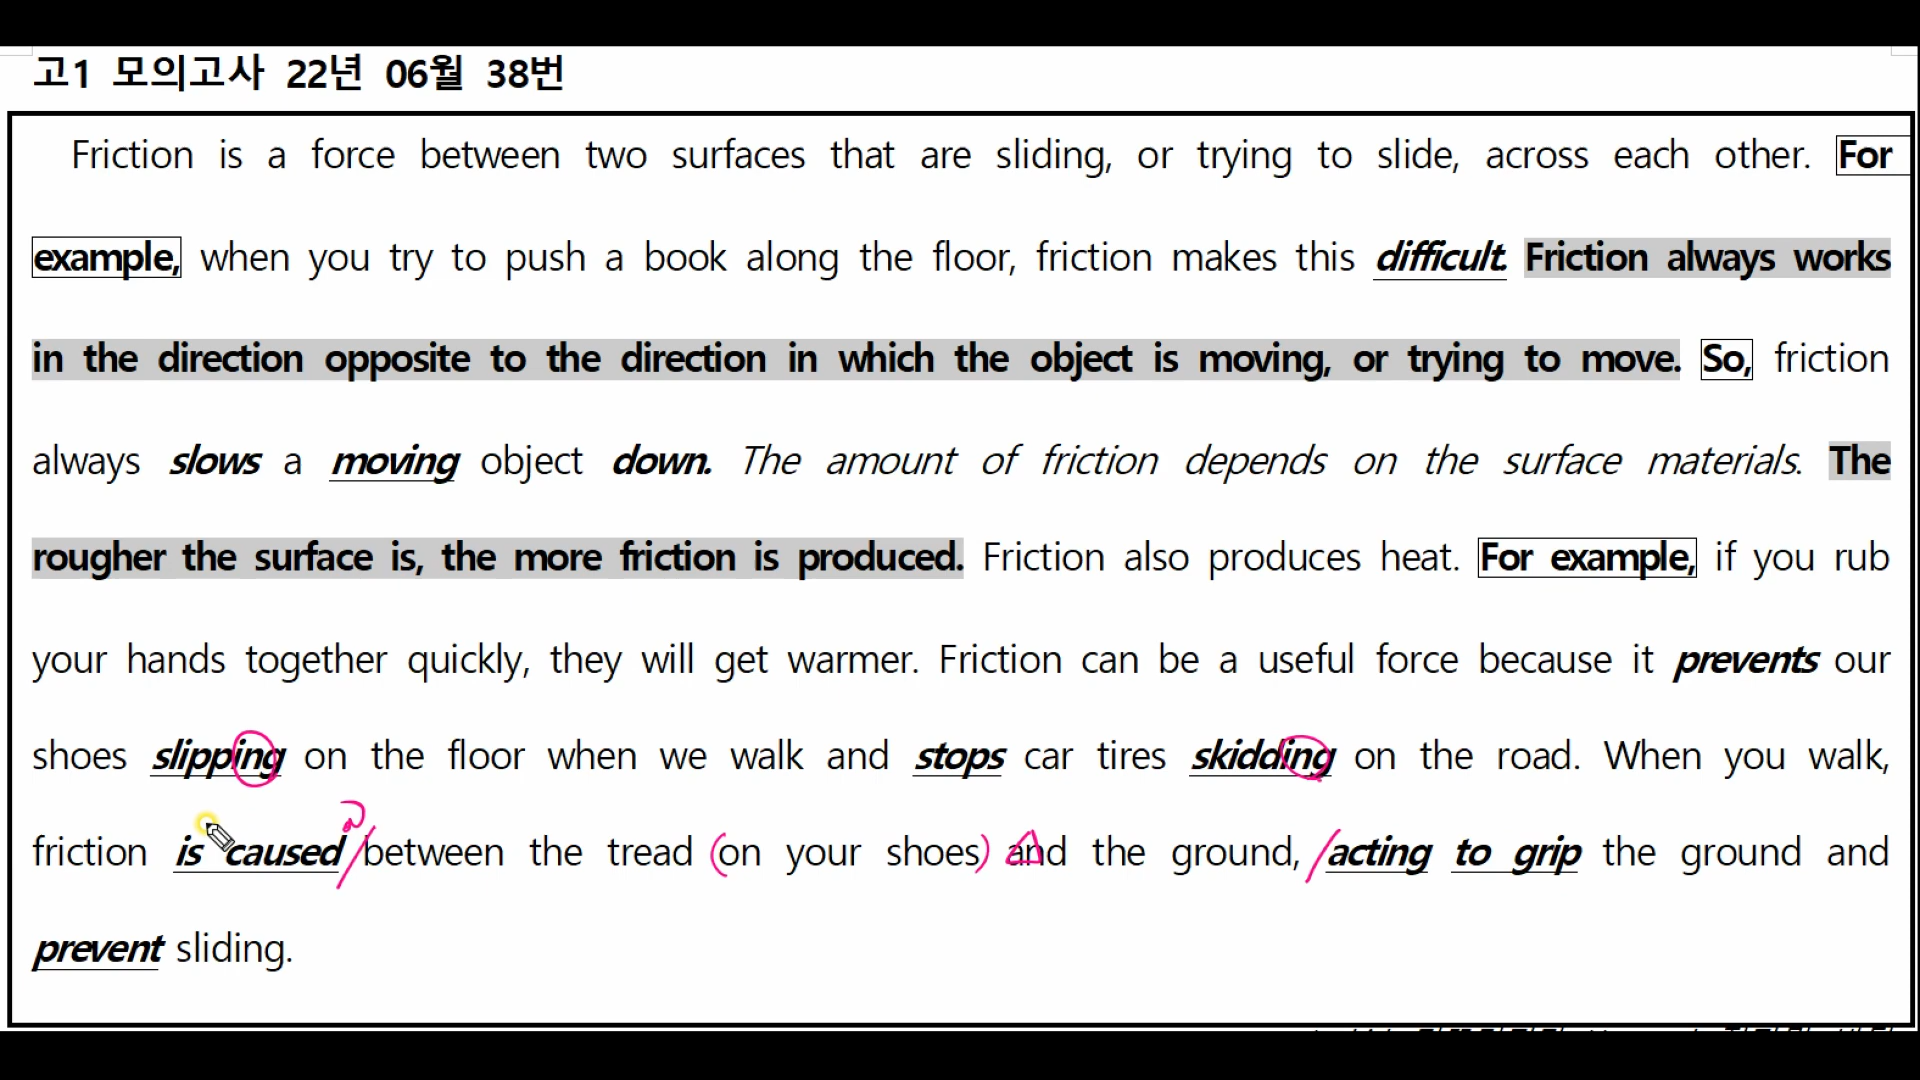 고1 모의고사 22년 06월 38번
Friction is a force between two surfaces that are sliding, or trying to slide, across each other. For
example, when you try to push a book along the floor, friction makes this difficult. Friction always works
in the direction opposite to the direction in which the object is moving, or trying to move. So, friction
always slows a moving object down. The amount of friction depends on the surface materials. The
rougher the surface is, the more friction is produced. Friction also produces heat. For example, if you rub
your hands together quickly, they will get warmer. Friction can be a useful force because it prevents our
shoes slipping on the floor when we walk and stops car tires skidding on the road. When you walk,
friction is caused between the tread (on your shoes) and the ground, acting to grip the ground and
prevent sliding.